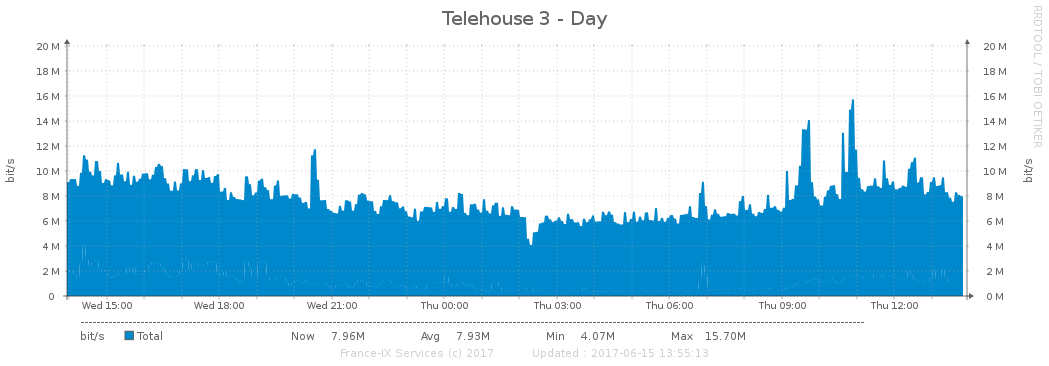 Telehouse 3 - Day
RRDTOOL / TOBI OETIKER
bit/s
bit/s
20 M 20 M
18 M 18 M
16 M 16 M
14 M 14 M
12 M 12 M
10 M 10 M
8 M 8 M
6 M 6 M
4 M 4 M
2 M 2 M
0 0 M
Wed 15:00 Wed 18:00 Wed 21:00 Thu 00:00 Thu 03:00 Thu 06:00 Thu 09:00 Thu 12:00
bit/s Total Now 7.96M Avg 7.93M Min 4.07M Max 15.70M
France-IX Services (c) 2017 Updated : 2017-06-15 13:55:13